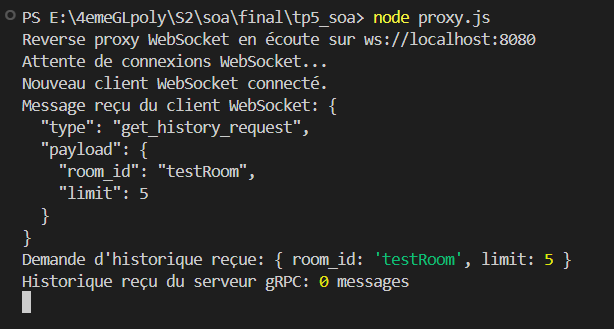 PS E:\4emeGLpoly\S2\soa\final\tp5_soa> node proxy.js
Reverse proxy WebSocket en écoute sur ws://localhost:8080
Attente de connexions WebSocket...
Nouveau client WebSocket connecté.
Message reçu du client WebSocket: {
  "type": "get_history_request",
  "payload": {
    "room_id": "testRoom",
    "limit": 5
  }
}
Demande d'historique reçue: { room_id: 'testRoom', limit: 5 }
Historique reçu du serveur gRPC: 0 messages